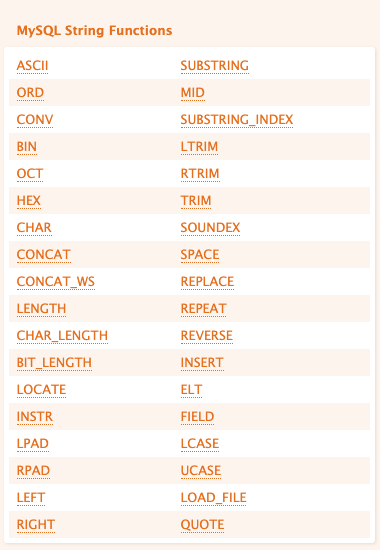 MySQL String Functions
ASCII SUBSTRING
ORD MID
CONV SUBSTRING_INDEX
BIN LTRIM
OCT RTRIM
HEX TRIM
CHAR SOUNDEX
CONCAT SPACE
CONCAT_WS REPLACE
LENGTH REPEAT
CHAR_LENGTH REVERSE
BIT_LENGTH INSERT
LOCATE ELT
INSTR FIELD
LPAD LCASE
RPAD UCASE
LEFT LOAD_FILE
RIGHT QUOTE